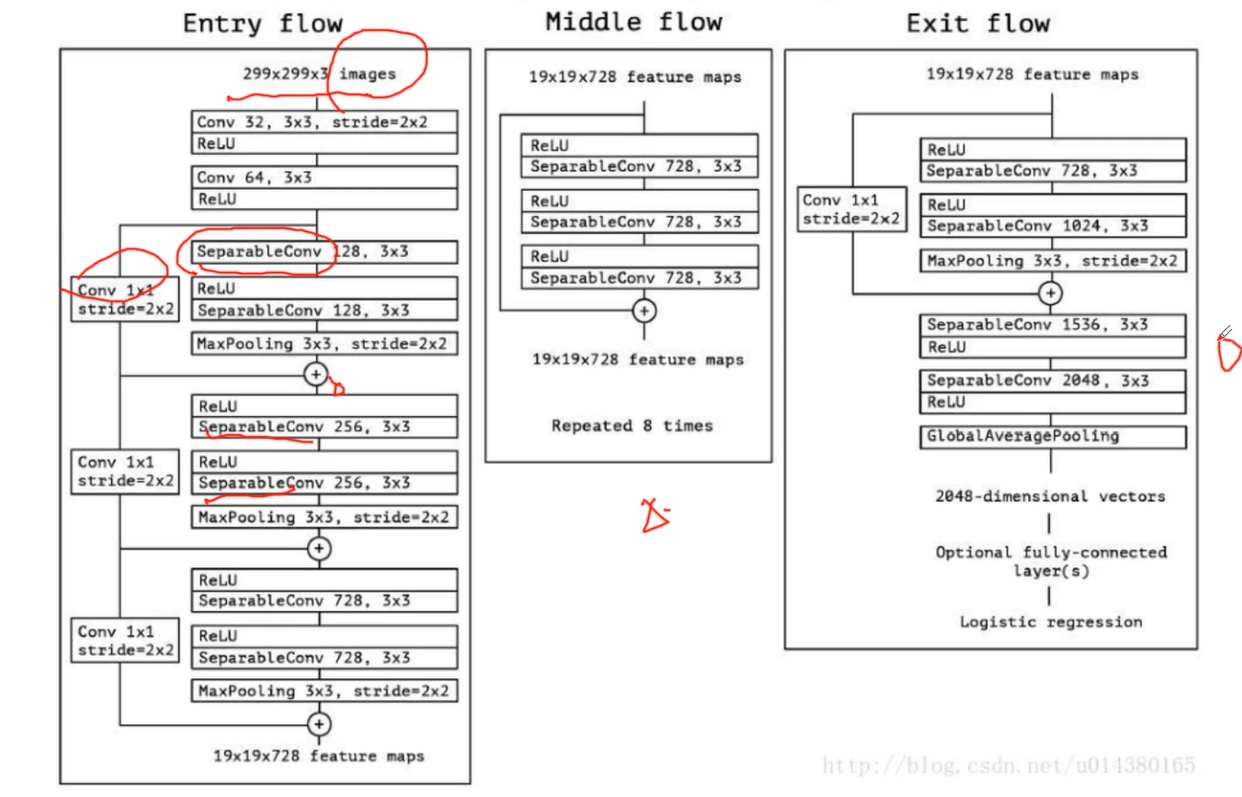 Entry flow
299x299x3 images
Conv 32, 3x3, stride=2x2
ReLU
Conv 64, 3x3
ReLU
SeparableConv 128, 3x3
Conv 1x1
stride=2x2
ReLU
SeparableConv 128, 3x3
MaxPooling 3x3, stride=2x2
+
ReLU
SeparableConv 256, 3x3
Conv 1x1
stride=2x2
ReLU
SeparableConv 256, 3x3
MaxPooling 3x3, stride=2x2
+
ReLU
SeparableConv 728, 3x3
Conv 1x1
stride=2x2
ReLU
SeparableConv 728, 3x3
MaxPooling 3x3, stride=2x2
+
19x19x728 feature maps
Middle flow
19x19x728 feature maps
ReLU
SeparableConv 728, 3x3
ReLU
SeparableConv 728, 3x3
ReLU
SeparableConv 728, 3x3
+
19x19x728 feature maps
Repeated 8 times
Exit flow
19x19x728 feature maps
ReLU
SeparableConv 728, 3x3
Conv 1x1
stride=2x2
ReLU
SeparableConv 1024, 3x3
MaxPooling 3x3, stride=2x2
+
SeparableConv 1536, 3x3
ReLU
SeparableConv 2048, 3x3
ReLU
GlobalAveragePooling
2048-dimensional vectors
Optional fully-connected
layer(s)
Logistic regression
http://blog.csdn.net/u014380165